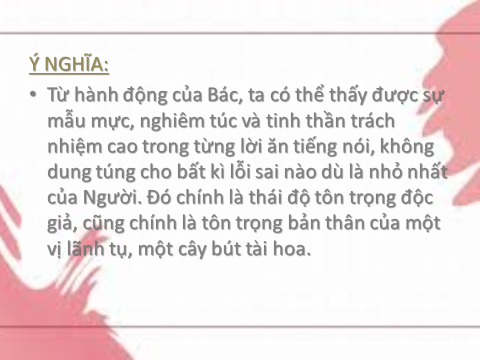 Ý NGHĨA:
• Từ hành động của Bác, ta có thể thấy được sự
mẫu mực, nghiêm túc và tinh thần trách
nhiệm cao trong từng lời ăn tiếng nói, không
dung túng cho bất kì lỗi sai nào dù là nhỏ nhất
của Người. Đó chính là thái độ tôn trọng độc
giả, cũng chính là tôn trọng bản thân của một
vị lãnh tụ, một cây bút tài hoa.